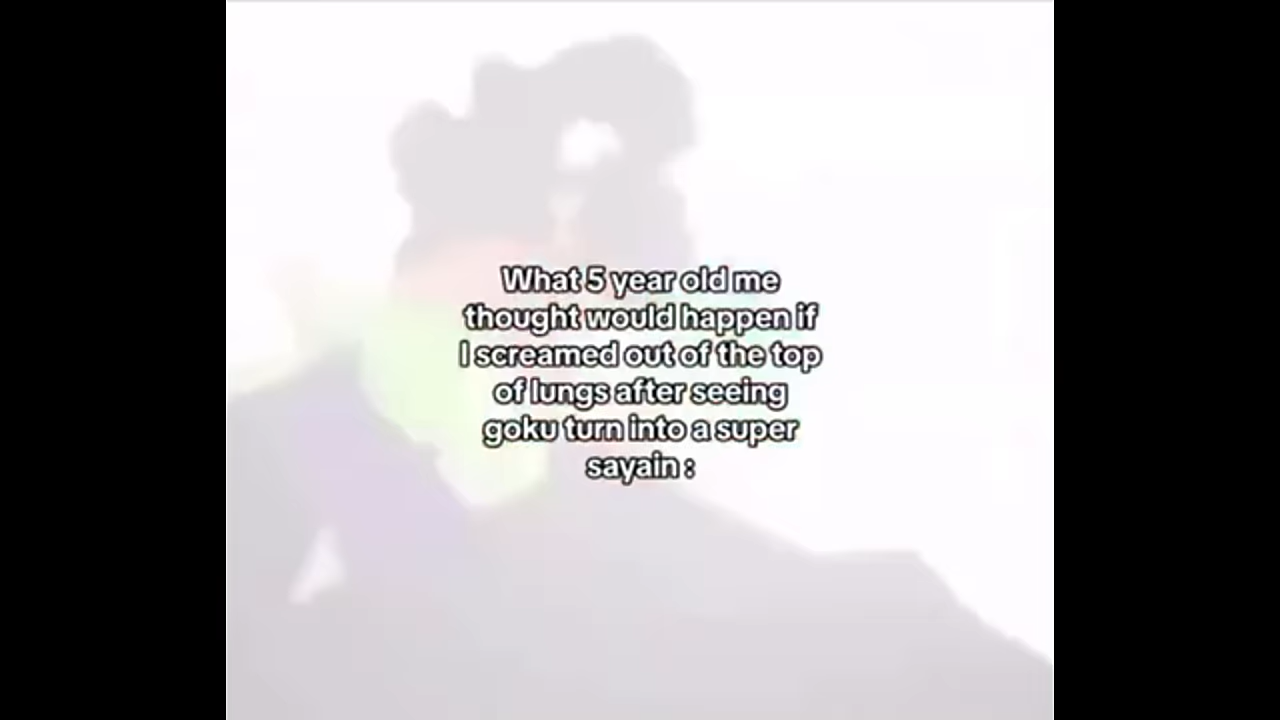 What 5 year old me
thought would happen if
I screamed out of the top
of lungs after seeing
goku turn into a super
sayain :